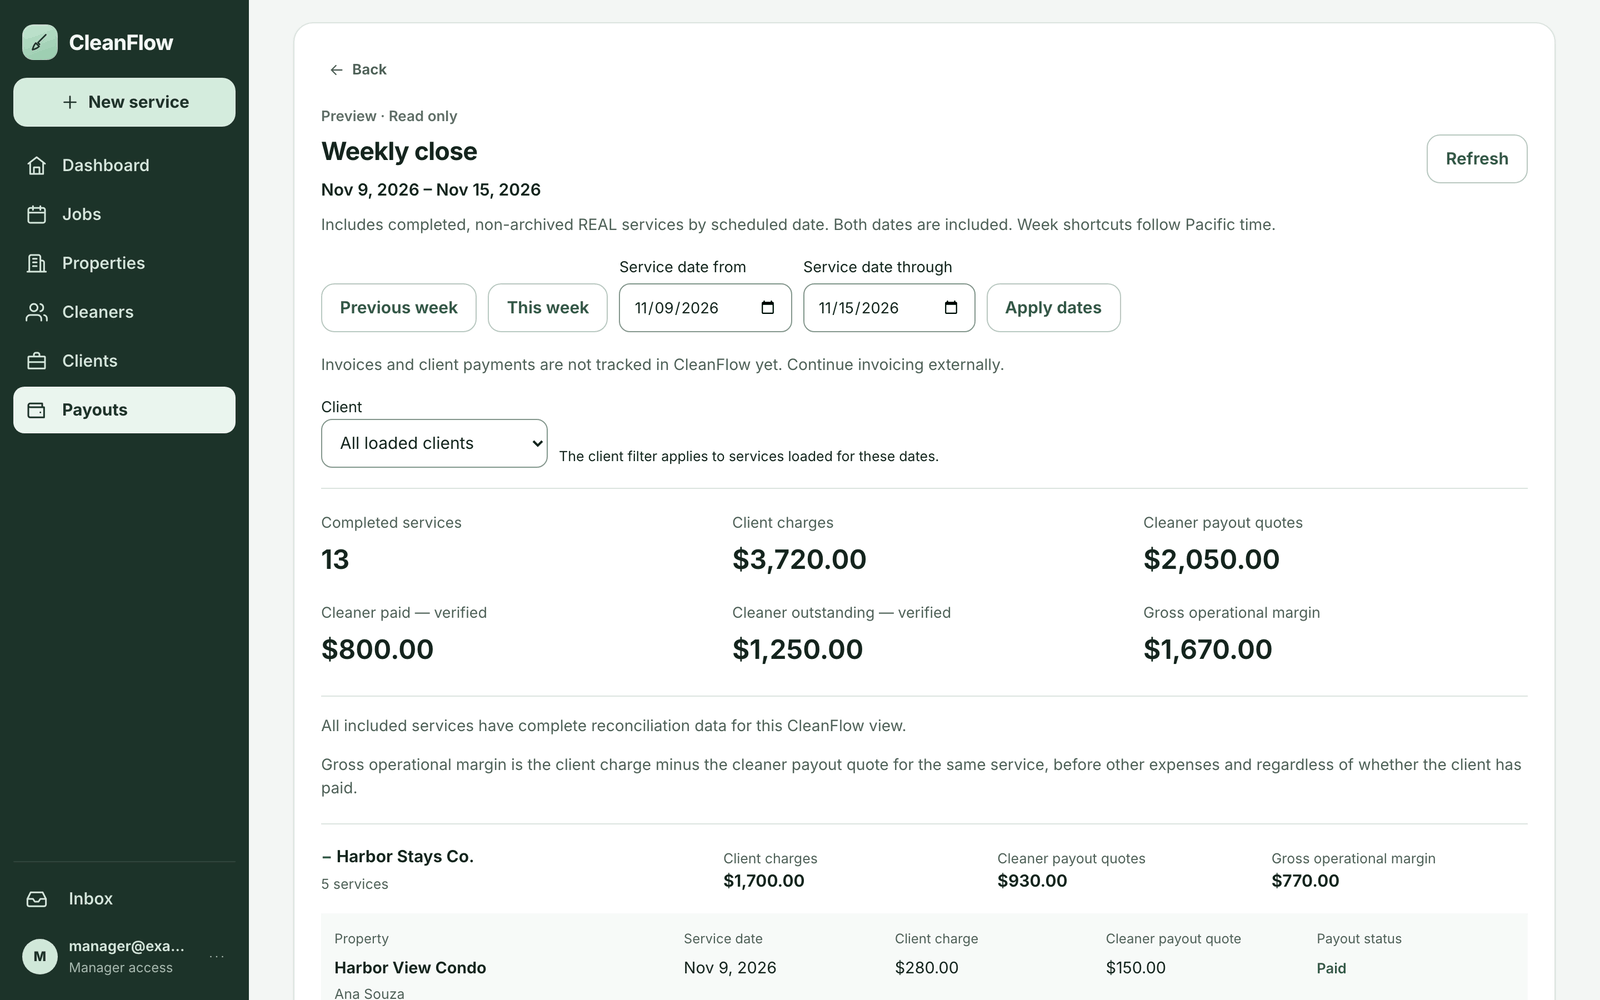 CleanFlow
+ New service
Dashboard
Jobs
Properties
Cleaners
Clients
Payouts
Inbox
M
manager@exa...
Manager access
...
← Back
Preview · Read only
Weekly close
Refresh
Nov 9, 2026 – Nov 15, 2026
Includes completed, non-archived REAL services by scheduled date. Both dates are included. Week shortcuts follow Pacific time.
Service date from
Service date through
Previous week
This week
11/09/2026
11/15/2026
Apply dates
Invoices and client payments are not tracked in CleanFlow yet. Continue invoicing externally.
Client
All loaded clients
The client filter applies to services loaded for these dates.
Completed services
13
Client charges
$3,720.00
Cleaner payout quotes
$2,050.00
Cleaner paid — verified
$800.00
Cleaner outstanding — verified
$1,250.00
Gross operational margin
$1,670.00
All included services have complete reconciliation data for this CleanFlow view.
Gross operational margin is the client charge minus the cleaner payout quote for the same service, before other expenses and regardless of whether the client has
paid.
– Harbor Stays Co.
5 services
Client charges
$1,700.00
Cleaner payout quotes
$930.00
Gross operational margin
$770.00
Property
Service date
Client charge
Cleaner payout quote
Payout status
Harbor View Condo
Nov 9, 2026
$280.00
$150.00
Paid
Ana Souza